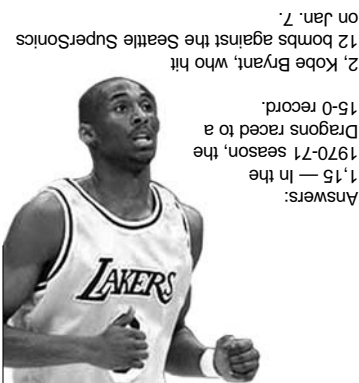 Answers:
1,15 — In the
1970-71 season, the
Dragons raced to a
15-0 record.
2, Kobe Bryant, who hit
12 bombs against the Seattle SuperSonics
on Jan. 7.
LAKERS